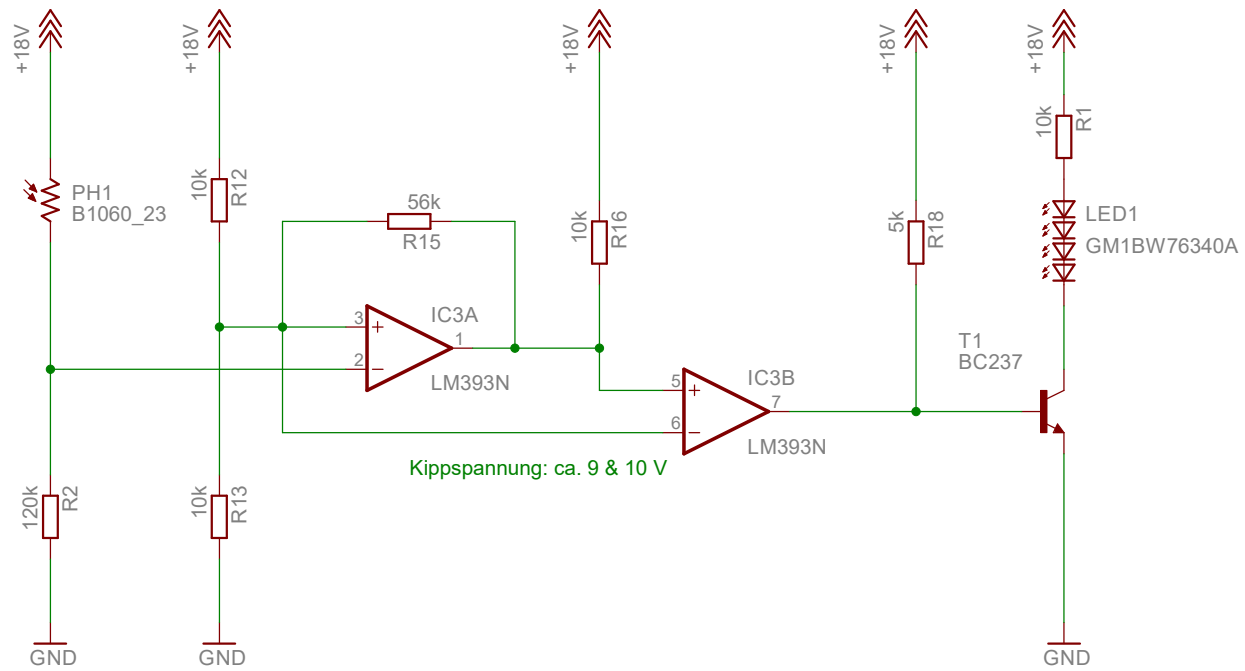 +18V
+18V
+18V
+18V
+18V
PH1
B1060_23
10k
R12
56k
R15
10k
R16
5k
R18
10k
R1
LED1
GM1BW76340A
3
+
2
−
1
IC3A
LM393N
5
+
6
−
7
IC3B
LM393N
T1
BC237
Kippspannung: ca. 9 & 10 V
120k
R2
10k
R13
GND
GND
GND